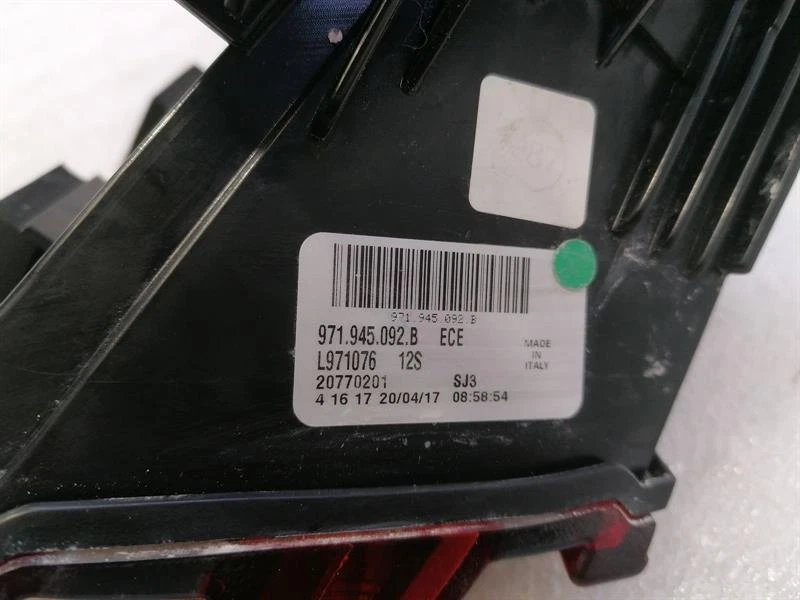 971.945.092.B
971.945.092.B ECE
L971076 12S
MADE
IN
ITALY
20770201 SJ3
4 16 17 20/04/17 08:58:54